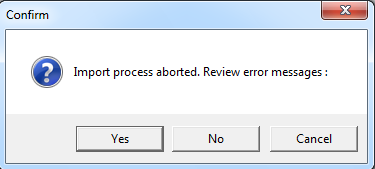 Confirm
Import process aborted. Review error messages :
Yes
No
Cancel